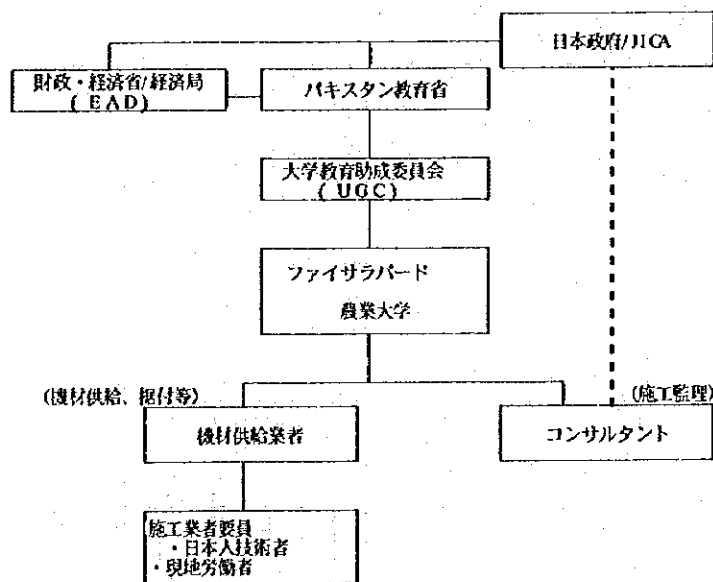 日本政府/JICA
財政・経済省/経済局
(EAD)
パキスタン教育省
大学教育助成委員会
(UGC)
ファイサラバード
農業大学
(機材供給、据付等)
(施工監理)
機材供給業者
コンサルタント
施工業者要員
・日本人技術者
・現地労働者